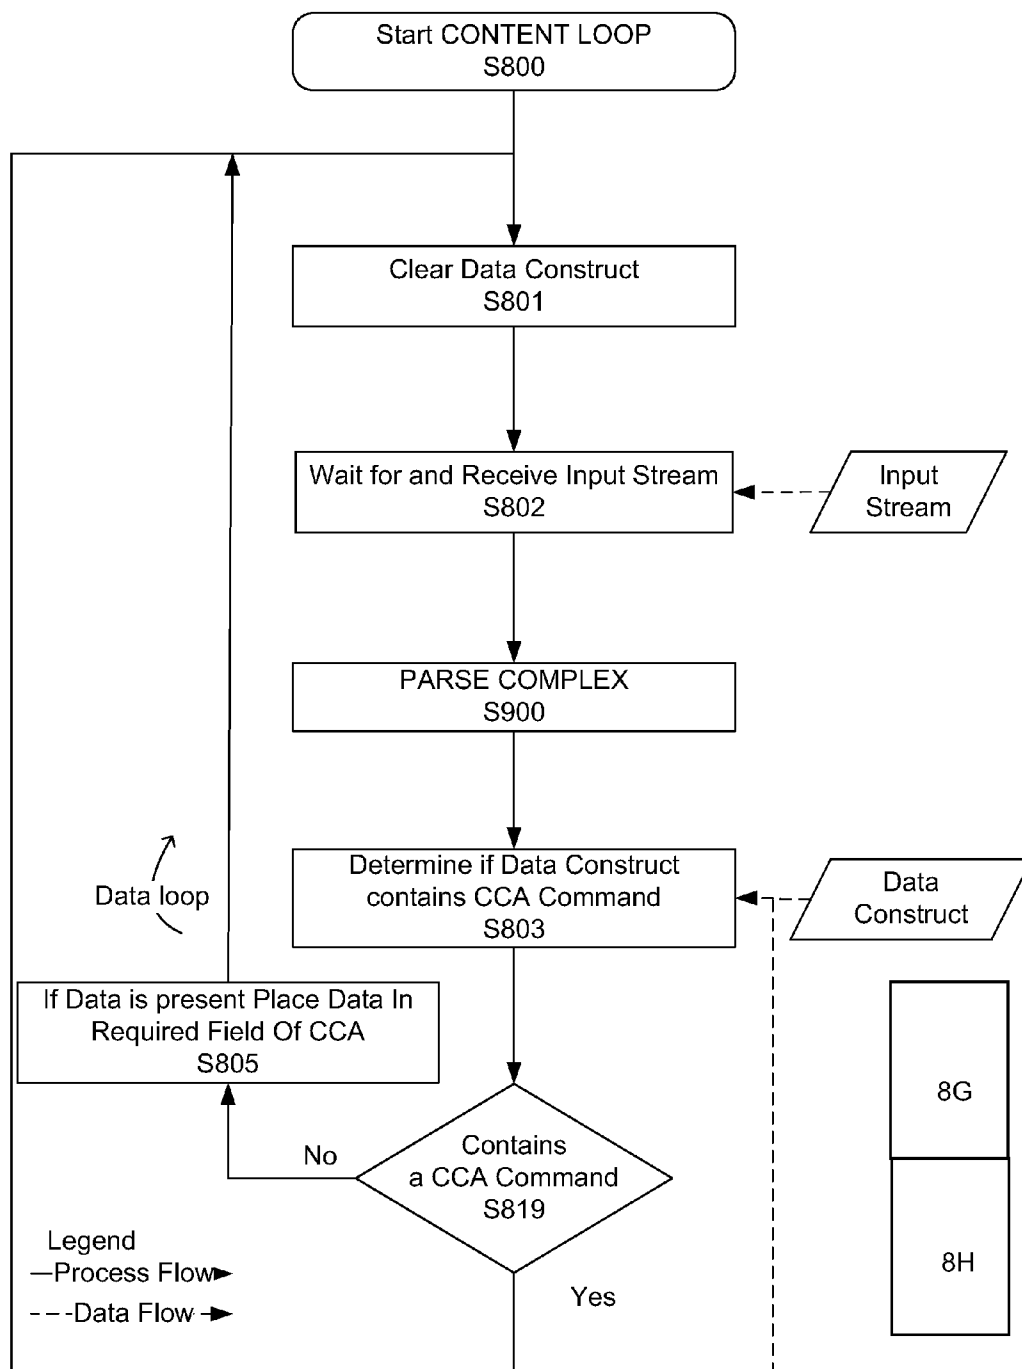 Start CONTENT LOOP
S800
Clear Data Construct
S801
Wait for and Receive Input Stream
S802
Input
Stream
PARSE COMPLEX
S900
Determine if Data Construct
contains CCA Command
S803
Data
Construct
Data loop
If Data is present Place Data In
Required Field Of CCA
S805
Contains
a CCA Command
S819
No
Yes
8G
8H
Legend
Process Flow
Data Flow